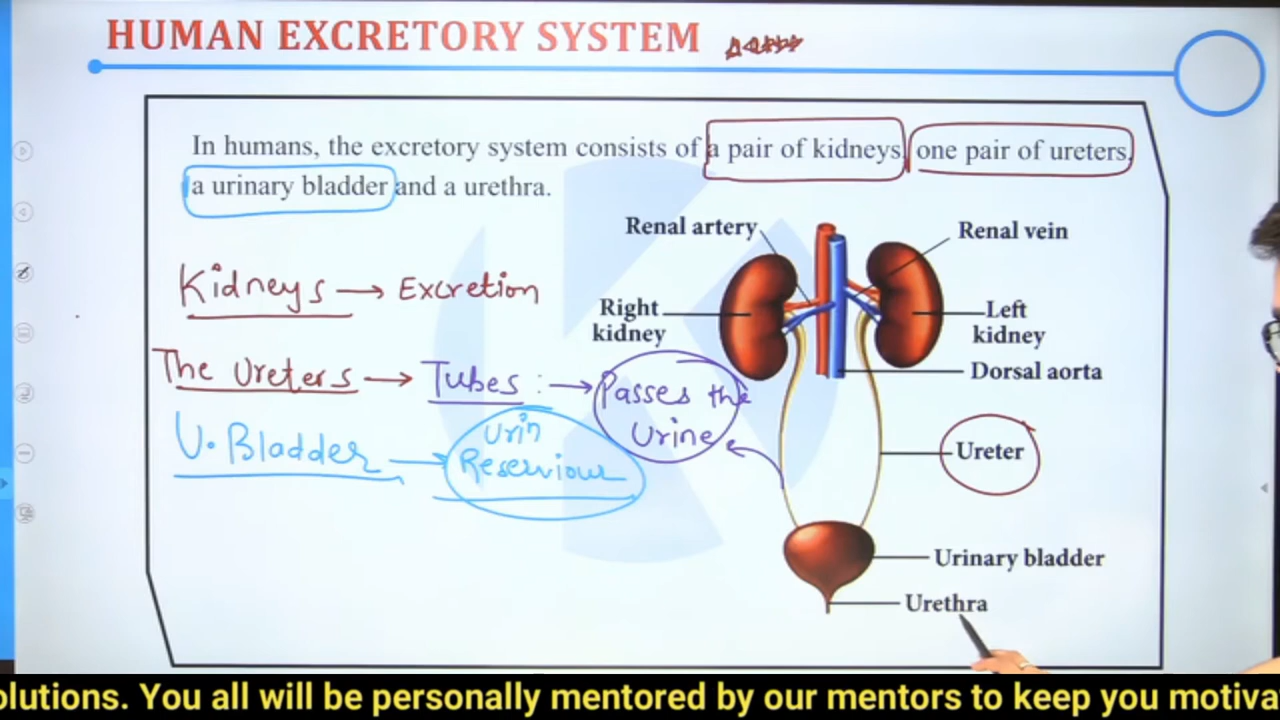 HUMAN EXCRETORY SYSTEM
In humans, the excretory system consists of a pair of kidneys, one pair of ureters,
a urinary bladder and a urethra.
Renal artery
Renal vein
Kidneys → Excretion
Right
kidney
Left
kidney
The Ureters → Tubes : → Passes the
Urine
Dorsal aorta
U. Bladder → Urin
Reserviour
Ureter
Urinary bladder
Urethra
olutions. You all will be personally mentored by our mentors to keep you motiva